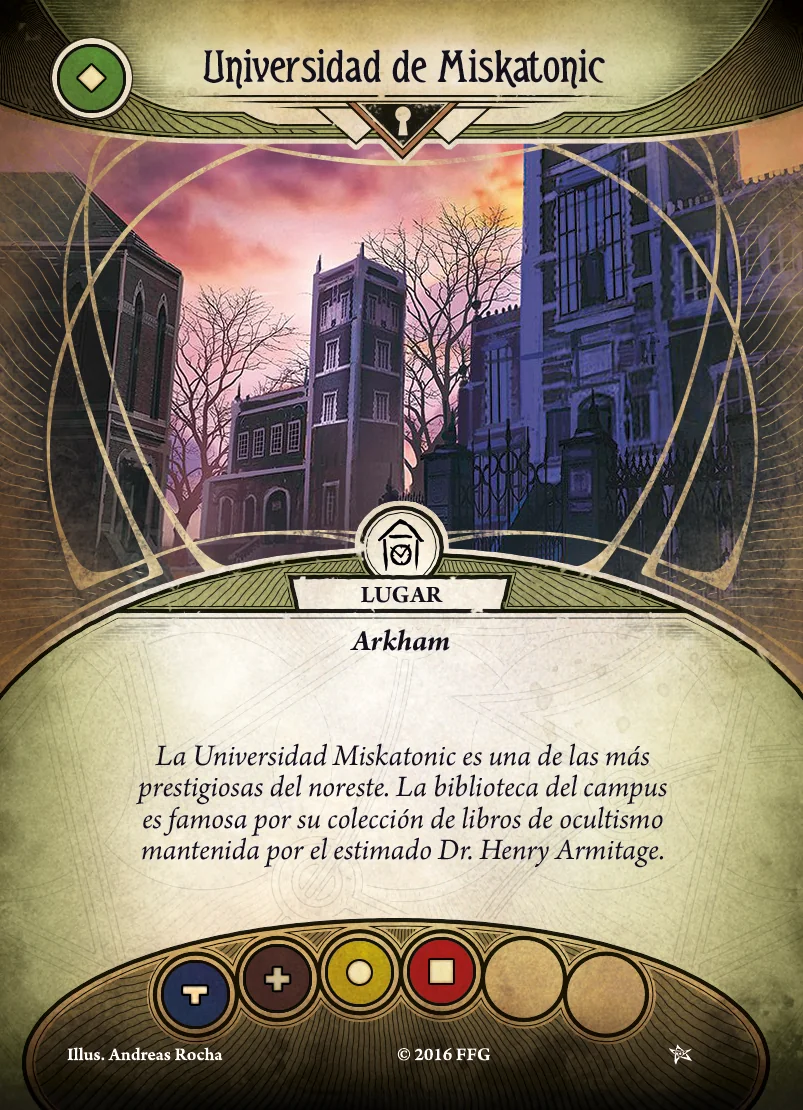 Universidad de Miskatonic
LUGAR
Arkham
La Universidad Miskatonic es una de las más
prestigiosas del noreste. La biblioteca del campus
es famosa por su colección de libros de ocultismo
mantenida por el estimado Dr. Henry Armitage.
Illus. Andreas Rocha
© 2016 FFG